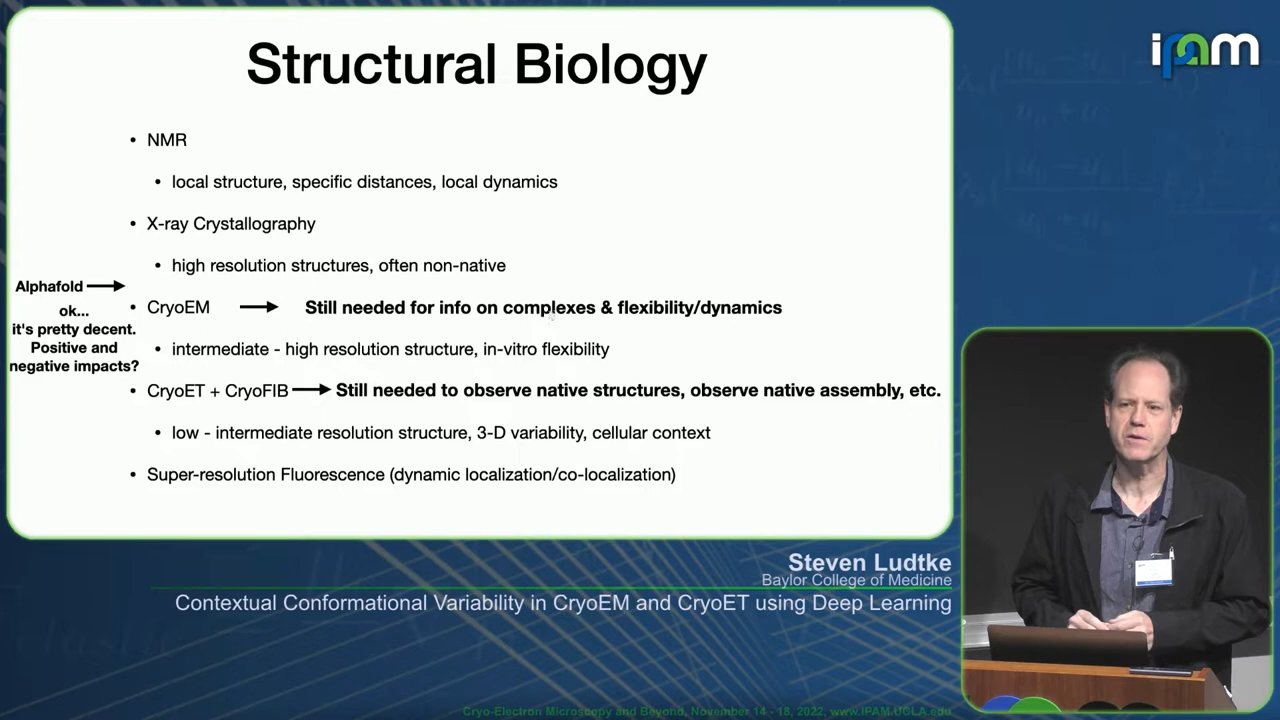 Structural Biology
ipam
• NMR
• local structure, specific distances, local dynamics
• X-ray Crystallography
• high resolution structures, often non-native
Alphafold
ok...
it's pretty decent.
Positive and
negative impacts?
• CryoEM Still needed for info on complexes & flexibility/dynamics
• intermediate - high resolution structure, in-vitro flexibility
• CryoET + CryoFIB Still needed to observe native structures, observe native assembly, etc.
• low - intermediate resolution structure, 3-D variability, cellular context
• Super-resolution Fluorescence (dynamic localization/co-localization)
Steven Ludtke
Baylor College of Medicine
Contextual Conformational Variability in CryoEM and CryoET using Deep Learning
Cryo-Electron Microscopy and Beyond, November 14 - 18, 2022, www.IPAM.UCLA.edu